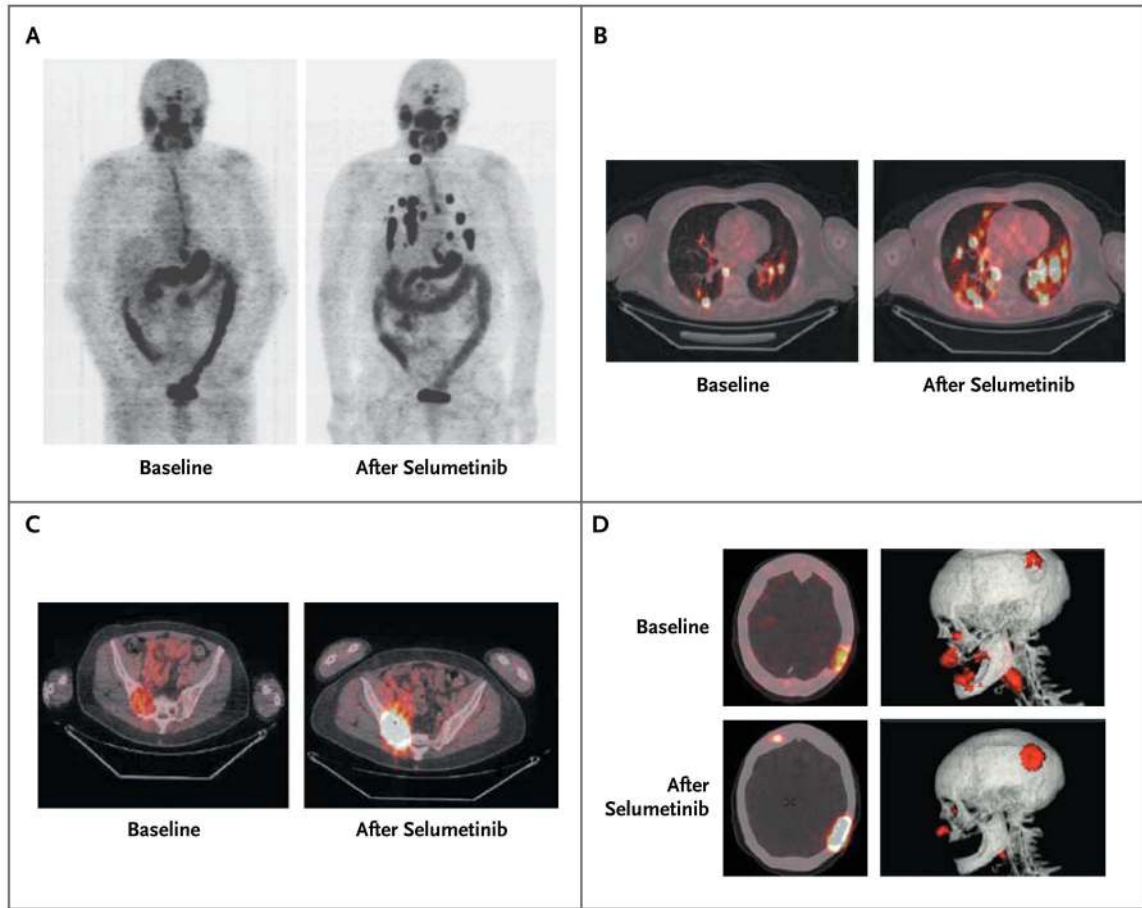 A
B
Baseline
After Selumetinib
Baseline
After Selumetinib
C
D
Baseline
After
Selumetinib
Baseline
After Selumetinib